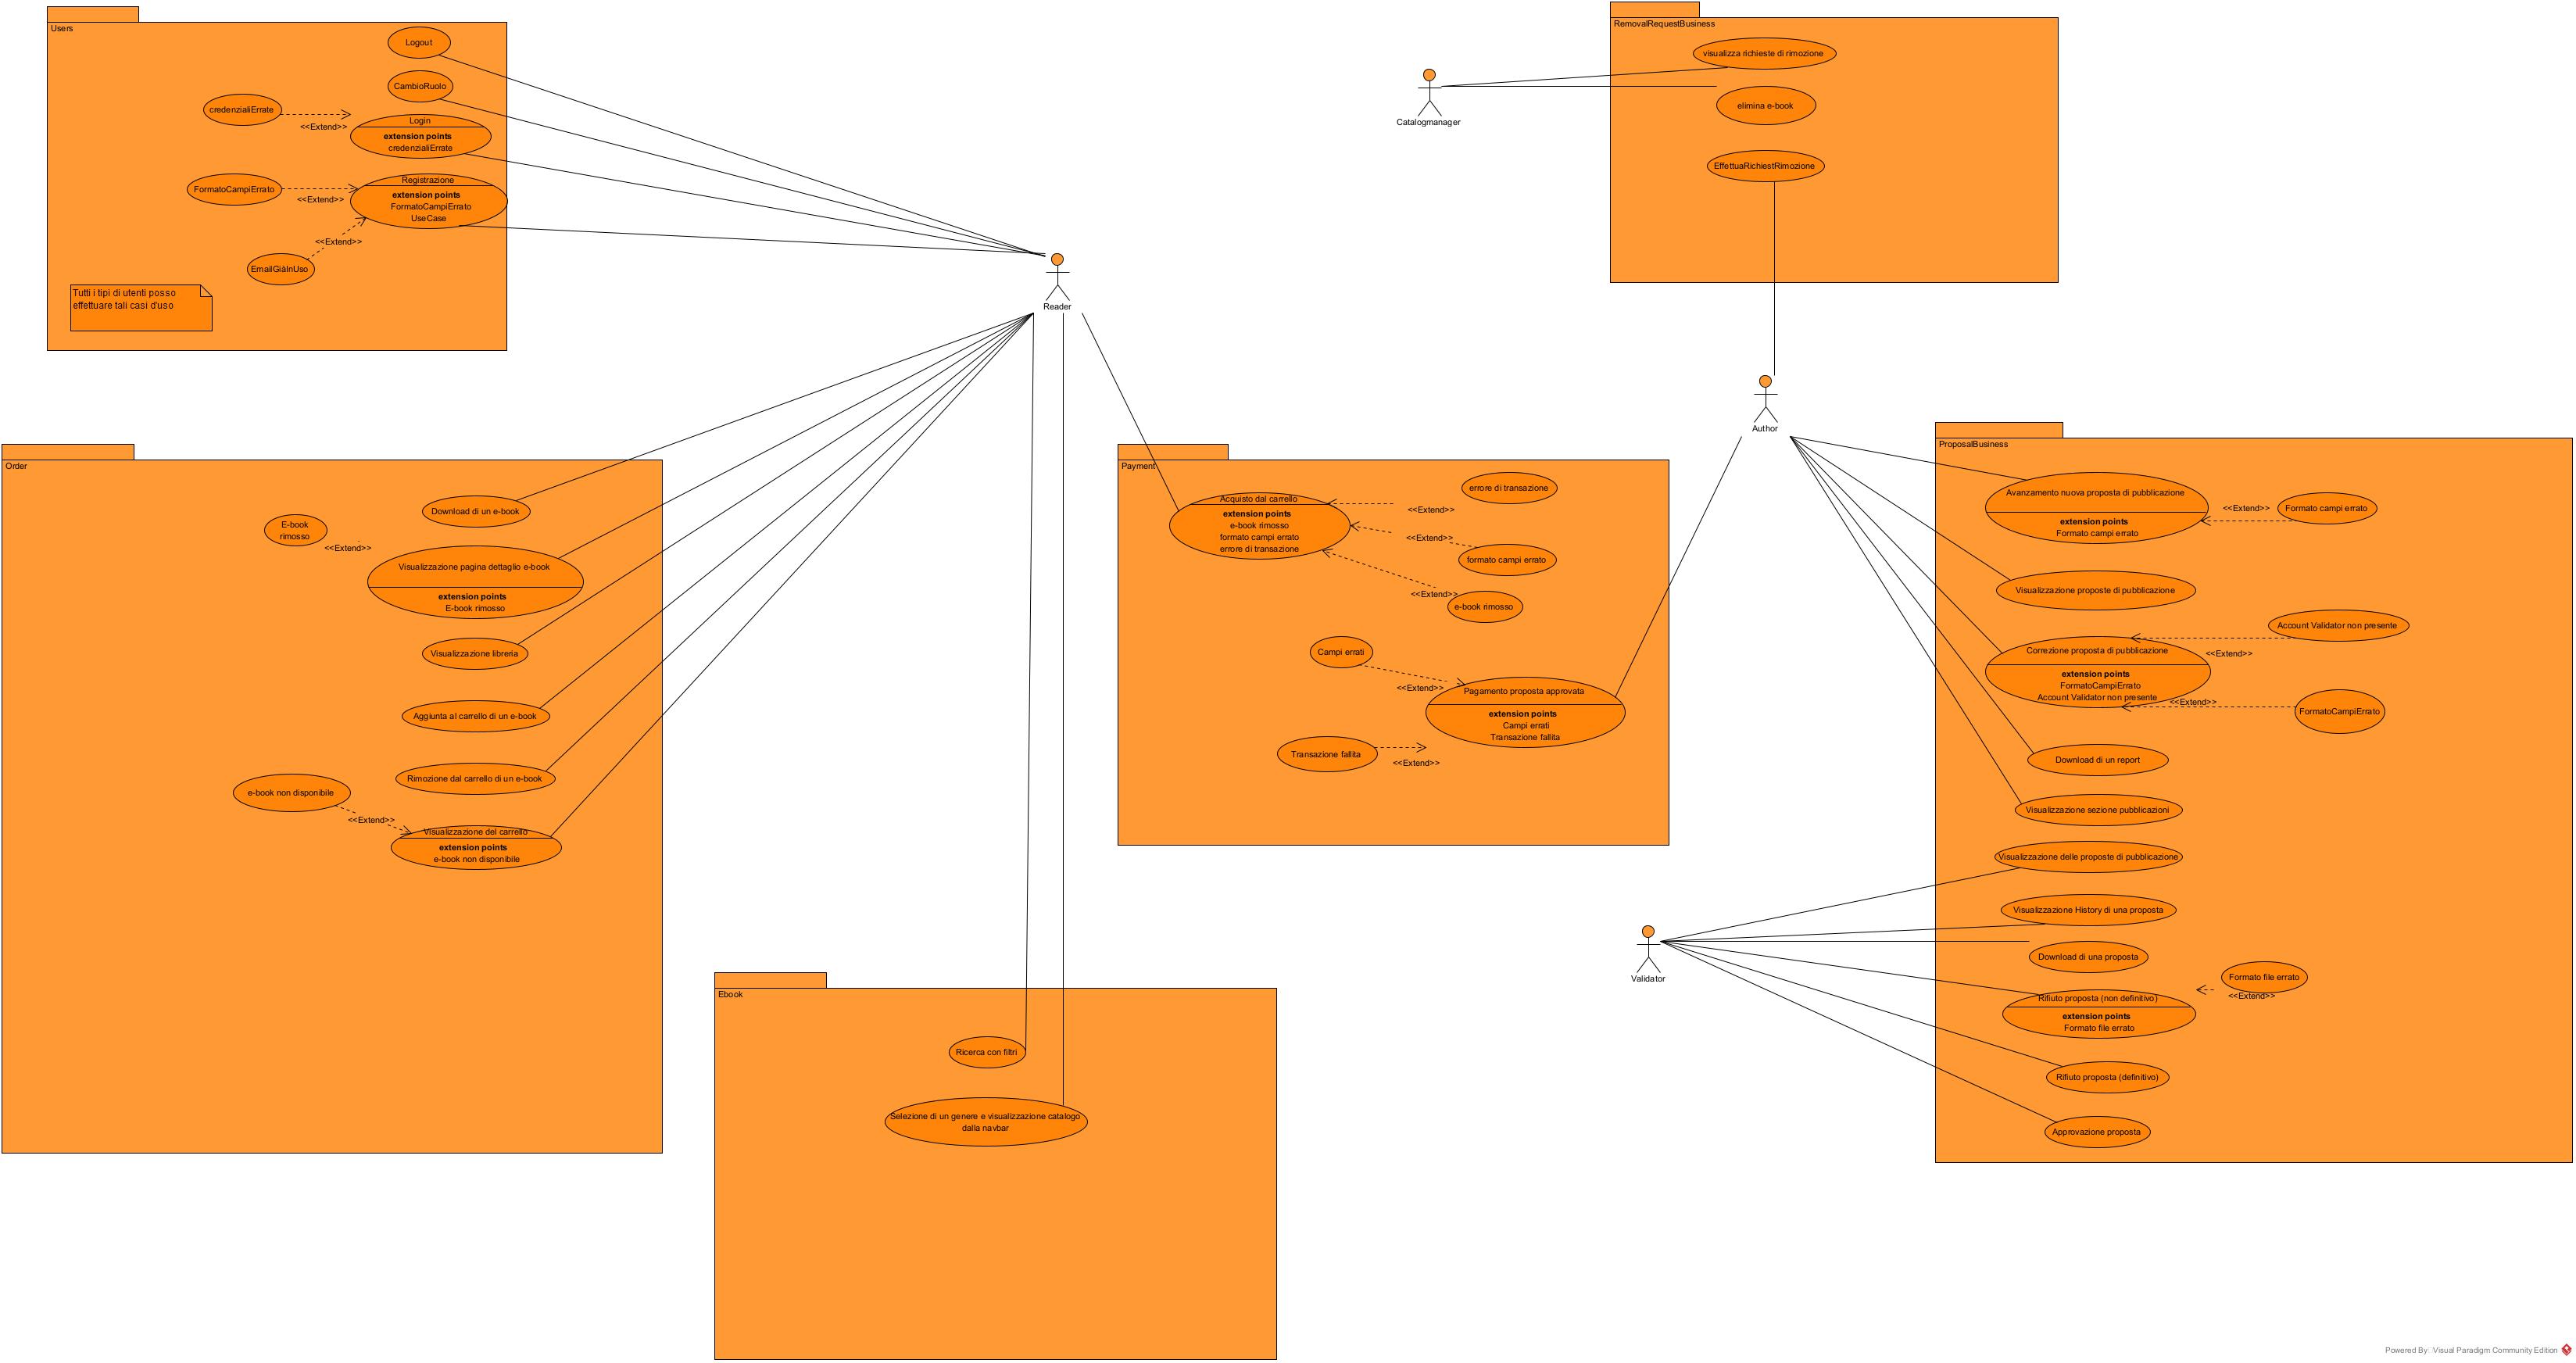 Users
Logout
CambioRuolo
credenzialiErrate
<<Extend>>
Login
extension points
credenzialiErrate
FormatoCampiErrato
<<Extend>>
Registrazione
extension points
FormatoCampiErrato
UseCase
<<Extend>>
EmailGiàInUso
Tutti i tipi di utenti posso
effettuare tali casi d'uso
Reader
RemovalRequestBusiness
visualizza richieste di rimozione
elimina e-book
EffettuaRichiestRimozione
Catalogmanager
Author
Order
Download di un e-book
E-book
rimosso
<<Extend>>
Visualizzazione pagina dettaglio e-book
extension points
E-book rimosso
Visualizzazione libreria
Aggiunta al carrello di un e-book
Rimozione dal carrello di un e-book
e-book non disponibile
<<Extend>>
Visualizzazione del carrello
extension points
e-book non disponibile
Payment
Acquisto dal carrello
extension points
e-book rimosso
formato campi errato
errore di transazione
errore di transazione
<<Extend>>
<<Extend>>
formato campi errato
<<Extend>>
e-book rimosso
Campi errati
<<Extend>>
Pagamento proposta approvata
extension points
Campi errati
Transazione fallita
Transazione fallita
<<Extend>>
ProposalBusiness
Avanzamento nuova proposta di pubblicazione
extension points
Formato campi errato
<<Extend>>
Formato campi errato
Visualizzazione proposte di pubblicazione
Account Validator non presente
<<Extend>>
Correzione proposta di pubblicazione
extension points
FormatoCampiErrato
Account Validator non presente
<<Extend>>
FormatoCampiErrato
Download di un report
Visualizzazione sezione pubblicazioni
Visualizzazione delle proposte di pubblicazione
Visualizzazione History di una proposta
Download di una proposta
Formato file errato
<<Extend>>
Rifiuto proposta (non definitivo)
extension points
Formato file errato
Rifiuto proposta (definitivo)
Approvazione proposta
Validator
Ebook
Ricerca con filtri
Selezione di un genere e visualizzazione catalogo
dalla navbar
Powered By: Visual Paradigm Community Edition